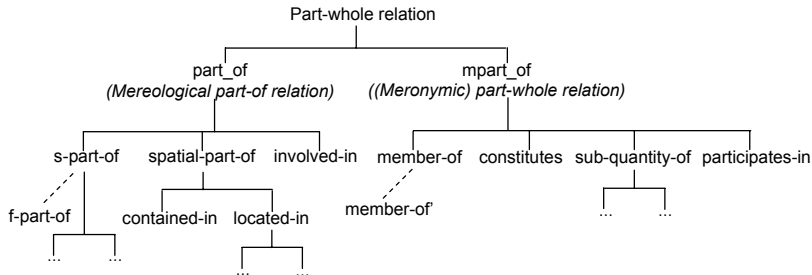 Part-whole relation
part_of mpart_of
(Mereological part-of relation) ((Meronymic) part-whole relation)
s-part-of spatial-part-of involved-in member-of constitutes sub-quantity-of participates-in
f-part-of contained-in located-in member-of' ... ...
... ...
... ...